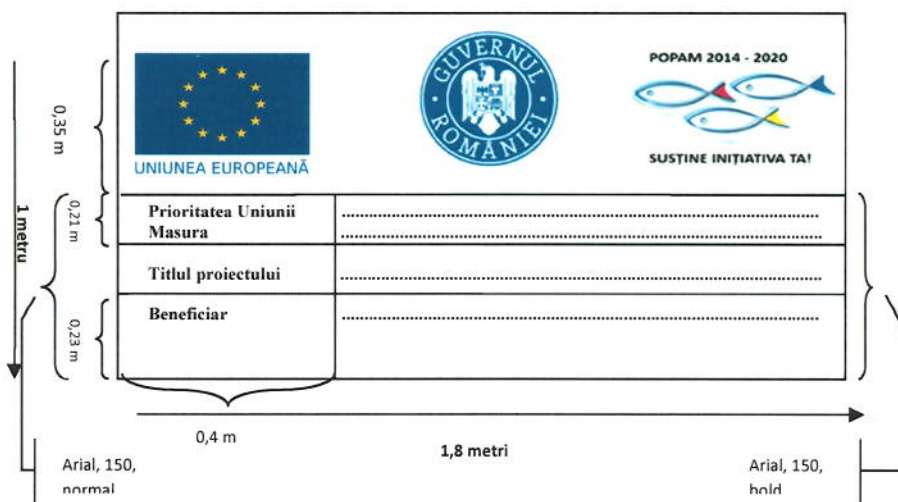 UNIUNEA EUROPEANĂ
GUVERNUL ROMÂNIEI
POPAM 2014 - 2020
SUSȚINE INIȚIATIVA TA!
0,35 m
1 metru
0,21 m
Prioritatea Uniunii
Masura
Titlul proiectului
0,23 m
Beneficiar
0,4 m
1,8 metri
Arial, 150,
normal
Arial, 150,
bold